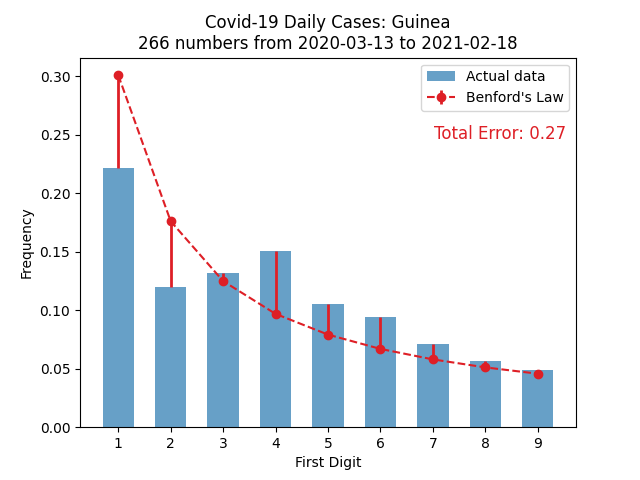 Covid-19 Daily Cases: Guinea
266 numbers from 2020-03-13 to 2021-02-18
Actual data
Benford's Law
Total Error: 0.27
0.30
0.25
0.20
0.15
0.10
0.05
0.00
Frequency
1 2 3 4 5 6 7 8 9
First Digit